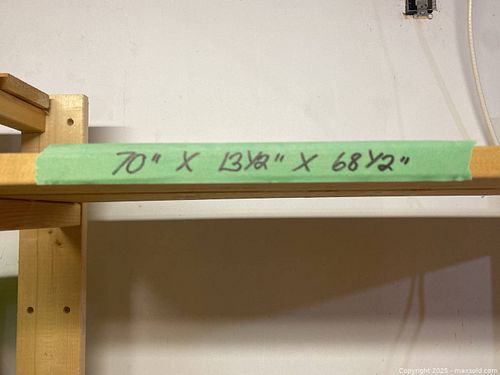 70" X 13 1/2" X 68 1/2"
Copyright 2025 - maxsold.com